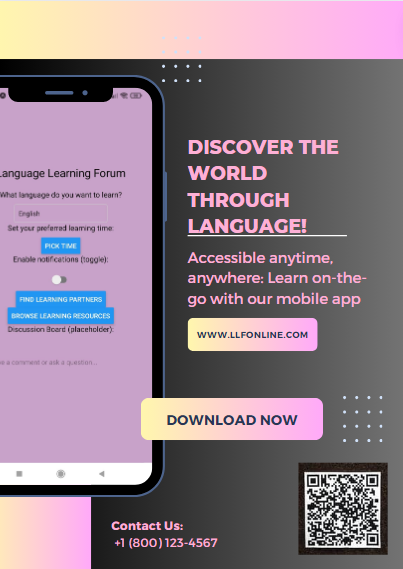 Language Learning Forum
What language do you want to learn?
English
Set your preferred learning time:
PICK TIME
Enable notifications (toggle):
FIND LEARNING PARTNERS
BROWSE LEARNING RESOURCES
Discussion Board (placeholder):
a comment or ask a question...
DISCOVER THE
WORLD
THROUGH
LANGUAGE!
Accessible anytime,
anywhere: Learn on-the-
go with our mobile app
WWW.LLFONLINE.COM
DOWNLOAD NOW
Contact Us:
+1 (800) 123-4567